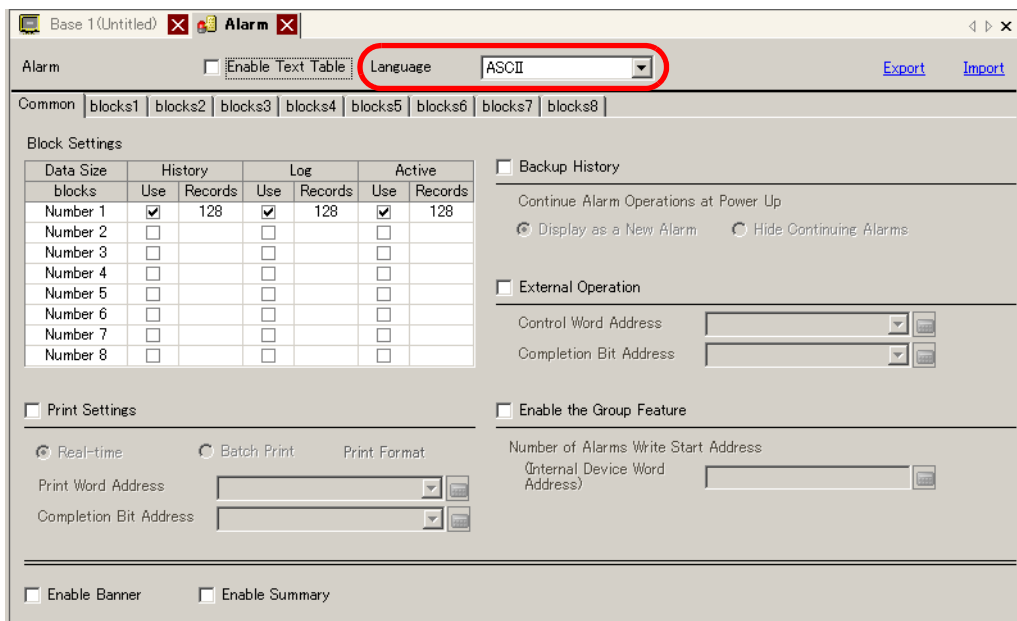 Base 1(Untitled) Alarm
Alarm Enable Text Table Language ASCII Export Import
Common blocks1 blocks2 blocks3 blocks4 blocks5 blocks6 blocks7 blocks8
Block Settings
Data Size History Log Active
blocks Use Records Use Records Use Records
Number 1 128 128 128
Number 2
Number 3
Number 4
Number 5
Number 6
Number 7
Number 8
Backup History
Continue Alarm Operations at Power Up
Display as a New Alarm Hide Continuing Alarms
External Operation
Control Word Address
Completion Bit Address
Print Settings
Real-time Batch Print Print Format
Print Word Address
Completion Bit Address
Enable the Group Feature
Number of Alarms Write Start Address
(Internal Device Word
Address)
Enable Banner Enable Summary